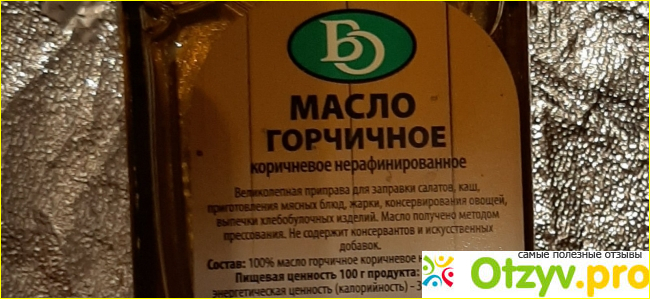 БО
МАСЛО
ГОРЧИЧНОЕ
коричневое нерафинированное
Великолепная приправа для заправки салатов, каш,
приготовления мясных блюд, жарки, консервирования овощей,
выпечки хлебобулочных изделий. Масло получено методом
прессования. Не содержит консервантов и искусственных
добавок.
Состав: 100% масло горчичное коричневое
Пищевая ценность 100 г продукта:
энергетическая ценность (калорийность) - 3
самые полезные отзывы
Otzyv.pro